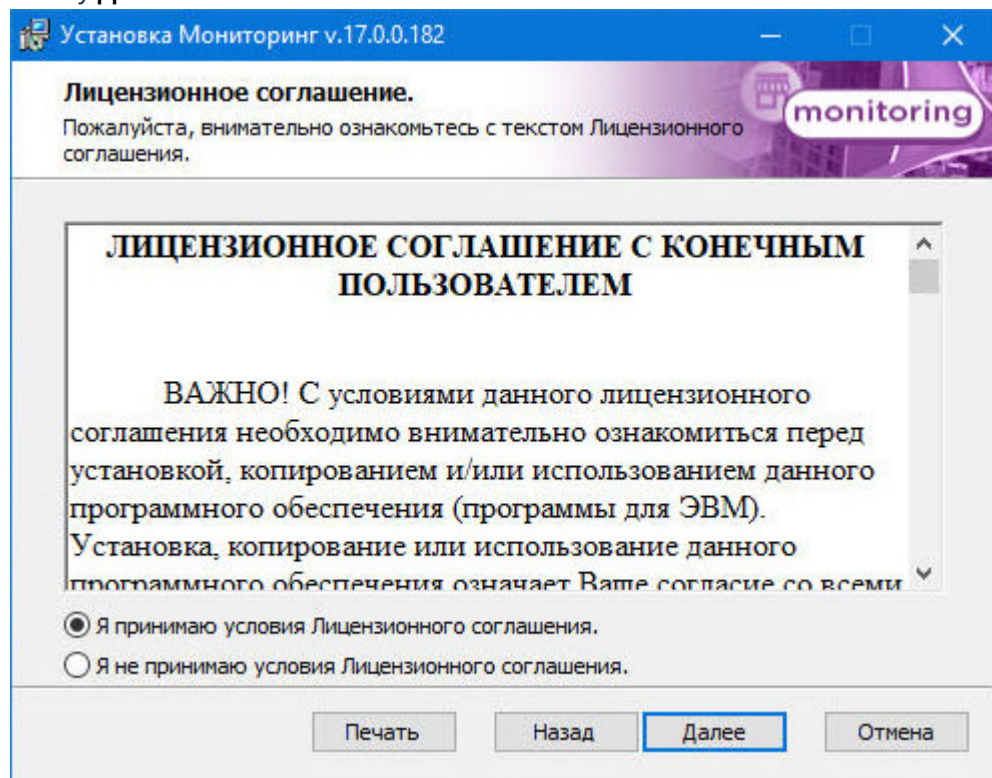 Установка Мониторинг v.17.0.0.182
Лицензионное соглашение.
Пожалуйста, внимательно ознакомьтесь с текстом Лицензионного
соглашения.
monitoring
ЛИЦЕНЗИОННОЕ СОГЛАШЕНИЕ С КОНЕЧНЫМ
ПОЛЬЗОВАТЕЛЕМ
ВАЖНО! С условиями данного лицензионного
соглашения необходимо внимательно ознакомиться перед
установкой, копированием и/или использованием данного
программного обеспечения (программы для ЭВМ).
Установка, копирование или использование данного
программного обеспечения означает Ваше согласие со всеми
Я принимаю условия Лицензионного соглашения.
Я не принимаю условия Лицензионного соглашения.
Печать Назад Далее Отмена